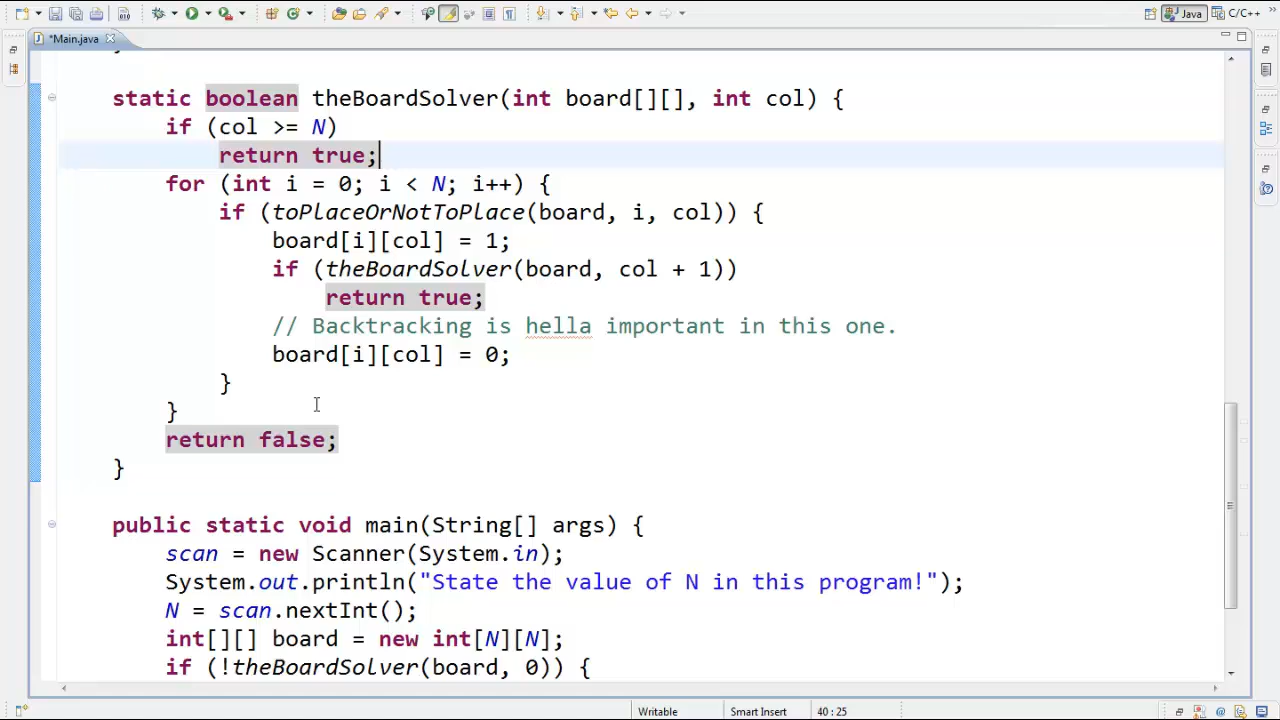 Java
C/C++
*Main.java
static boolean theBoardSolver(int board[][], int col) {
if (col >= N)
return true;
for (int i = 0; i < N; i++) {
if (toPlaceOrNotToPlace(board, i, col)) {
board[i][col] = 1;
if (theBoardSolver(board, col + 1))
return true;
// Backtracking is hella important in this one.
board[i][col] = 0;
}
}
return false;
}
public static void main(String[] args) {
scan = new Scanner(System.in);
System.out.println("State the value of N in this program!");
N = scan.nextInt();
int[][] board = new int[N][N];
if (!theBoardSolver(board, 0)) {
Writable
Smart Insert
40 : 25